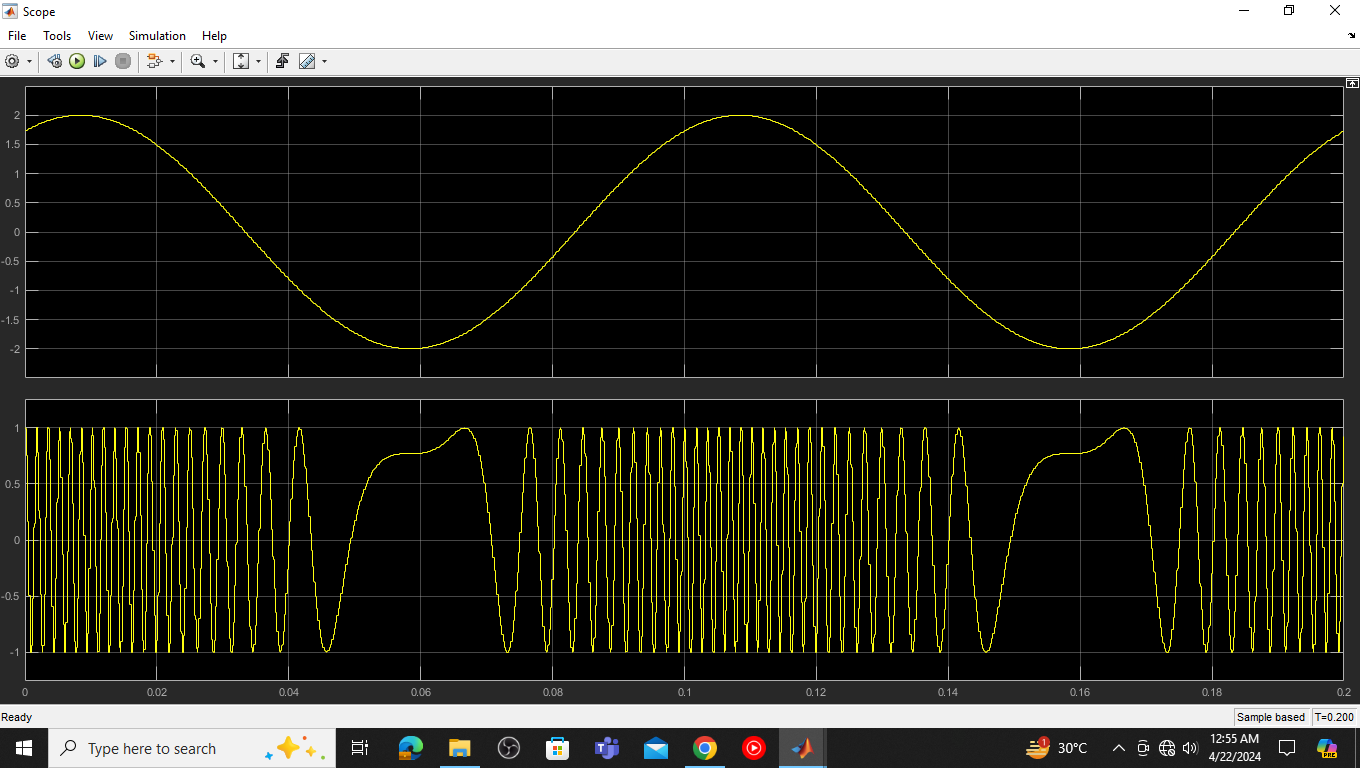 Scope
File Tools View Simulation Help
2
1.5
1
0.5
0
-0.5
-1
-1.5
-2
1
0.5
0
-0.5
-1
0 0.02 0.04 0.06 0.08 0.1 0.12 0.14 0.16 0.18 0.2
Ready
Sample based T=0.200
Type here to search
1
30°C
PRE
12:55 AM
4/22/2024